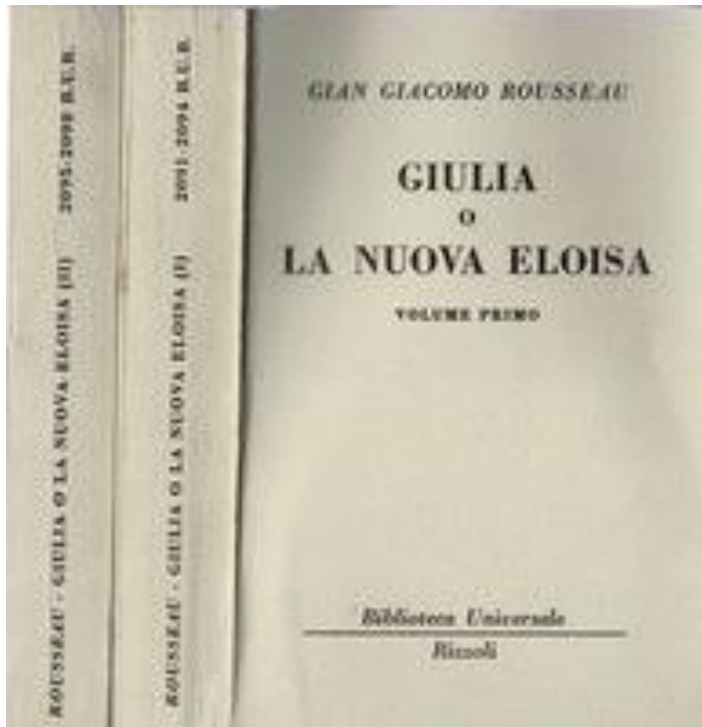 ROUSSEAU - GIULIA O LA NUOVA ELOISA (II) 2095-2098 B.U.R.
ROUSSEAU - GIULIA O LA NUOVA ELOISA (I) 2091-2094 B.U.R.
GIAN GIACOMO ROUSSEAU
GIULIA
O
LA NUOVA ELOISA
VOLUME PRIMO
Biblioteca Universale
Rizzoli